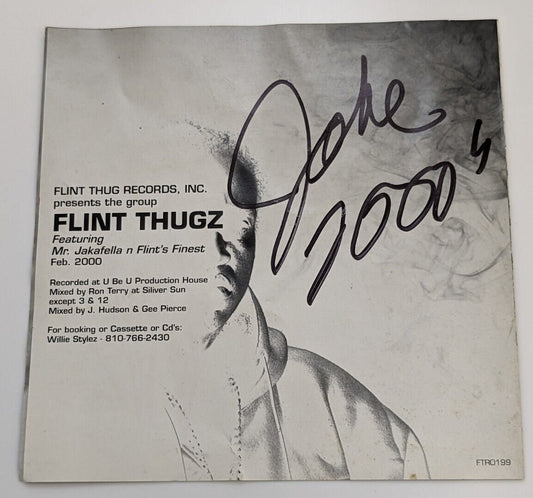 FLINT THUG RECORDS, INC.
presents the group
FLINT THUGZ
Featuring
Mr. Jakafella n Flint's Finest
Feb. 2000
Recorded at U Be U Production House
Mixed by Ron Terry at Siliver Sun
except 3 & 12
Mixed by J. Hudson & Gee Pierce
For booking or Cassette or Cd's:
Willie Stylez - 810-766-2430
Jake
FTR0199